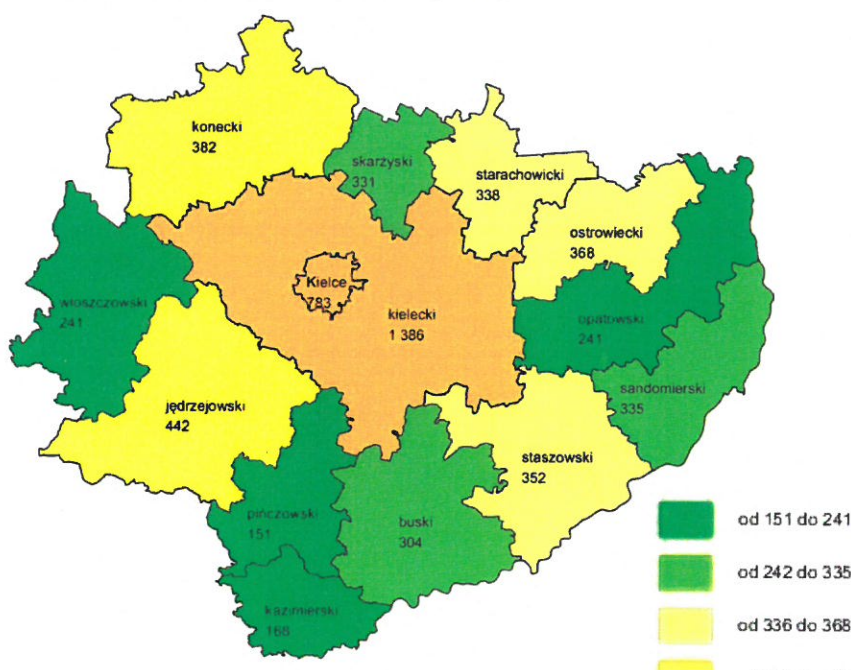 konecki
382
skarżyski
331
starachowicki
338
ostrowiecki
368
włoszczowski
241
Kielce
783
kielecki
1 386
opatowski
241
sandomierski
335
jędrzejowski
442
staszowski
352
pińczowski
151
buski
304
kazimierski
168
od 151 do 241
od 242 do 335
od 336 do 368